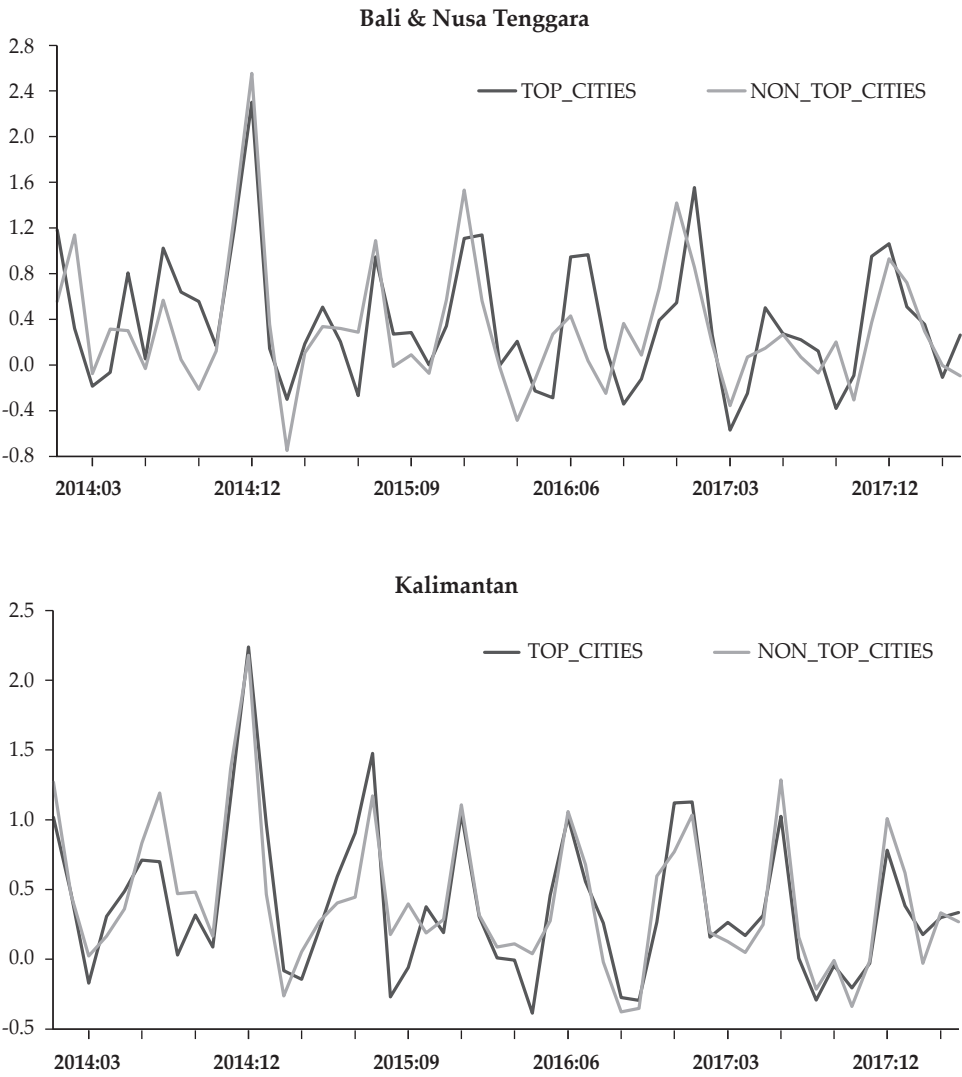 Bali & Nusa Tenggara
2.8
TOP_CITIES NON_TOP_CITIES
2.4
2.0
1.6
1.2
0.8
0.4
0.0
-0.4
-0.8
2014:03 2014:12 2015:09 2016:06 2017:03 2017:12
Kalimantan
2.5
TOP_CITIES NON_TOP_CITIES
2.0
1.5
1.0
0.5
0.0
-0.5
2014:03 2014:12 2015:09 2016:06 2017:03 2017:12